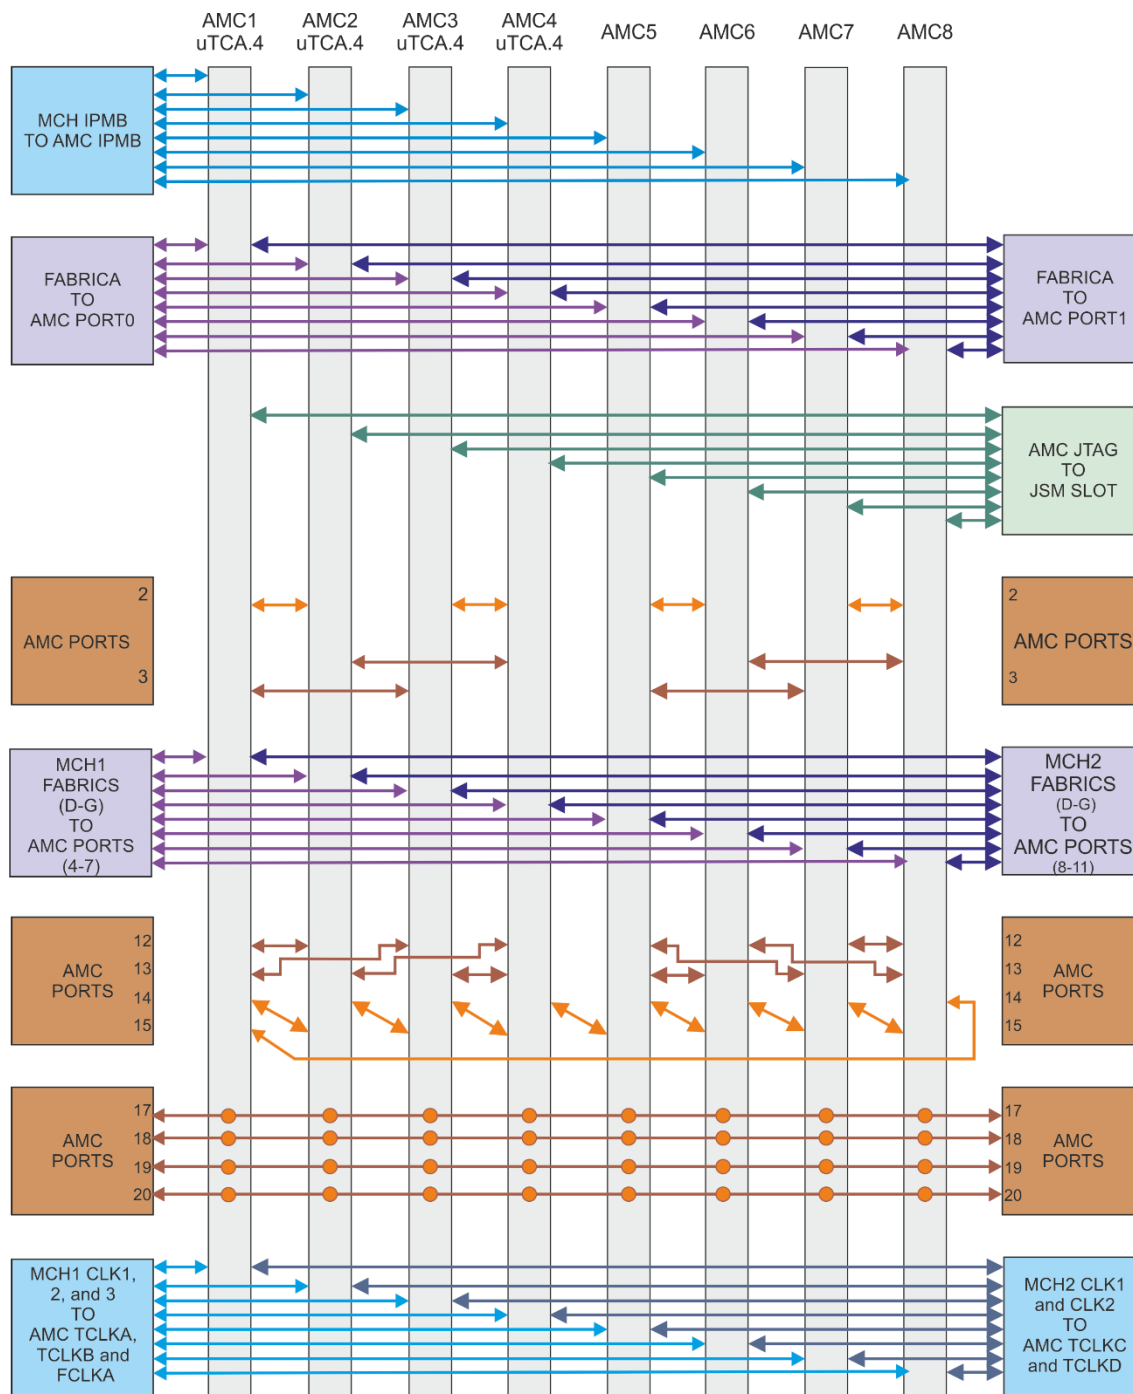 AMC1
uTCA.4
AMC2
uTCA.4
AMC3
uTCA.4
AMC4
uTCA.4
AMC5
AMC6
AMC7
AMC8
MCH IPMB
TO AMC IPMB
FABRICA
TO
AMC PORT0
FABRICA
TO
AMC PORT1
AMC JTAG
TO
JSM SLOT
2
AMC PORTS
3
2
AMC PORTS
3
MCH1
FABRICS
(D-G)
TO
AMC PORTS
(4-7)
MCH2
FABRICS
(D-G)
TO
AMC PORTS
(8-11)
12
13
14
15
AMC
PORTS
12
13
14
15
AMC
PORTS
17
18
19
20
AMC
PORTS
17
18
19
20
AMC
PORTS
MCH1 CLK1,
2, and 3
TO
AMC TCLKA,
TCLKB and
FCLKA
MCH2 CLK1
and CLK2
TO
AMC TCLKC
and TCLKD